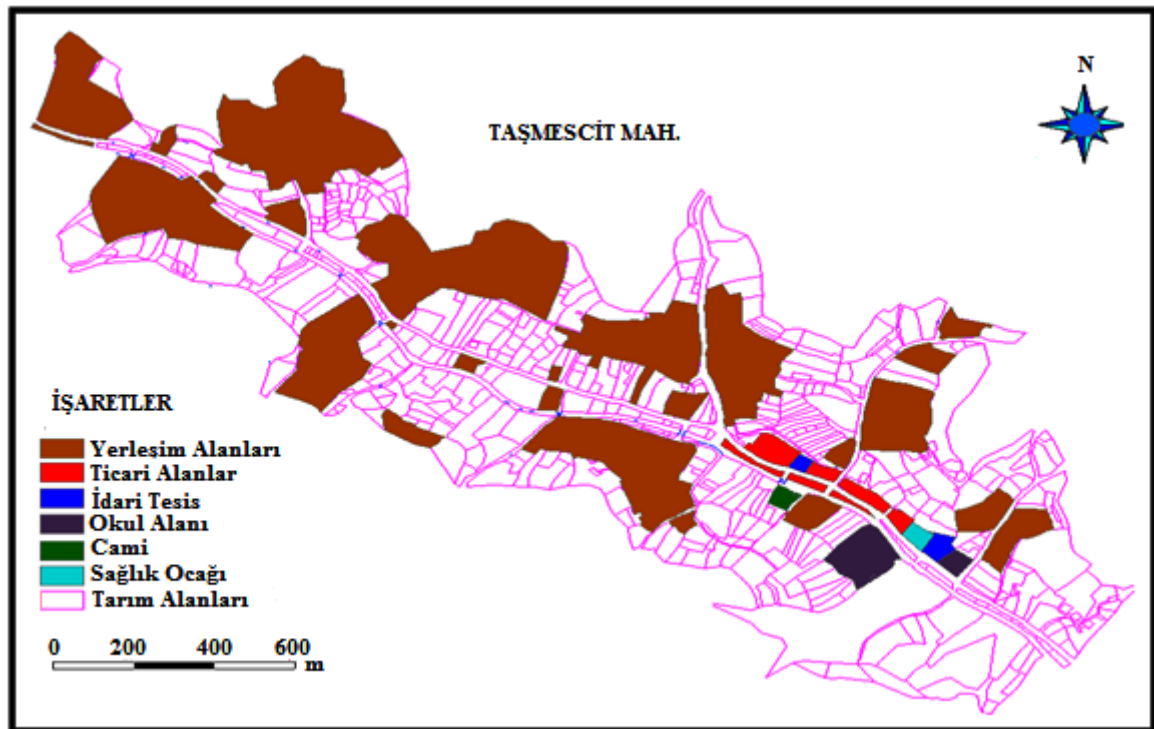 N
TAŞMESCİT MAH.
İŞARETLER
Yerleşim Alanları
Ticari Alanlar
İdari Tesis
Okul Alanı
Cami
Sağlık Ocağı
Tarım Alanları
0 200 400 600 m